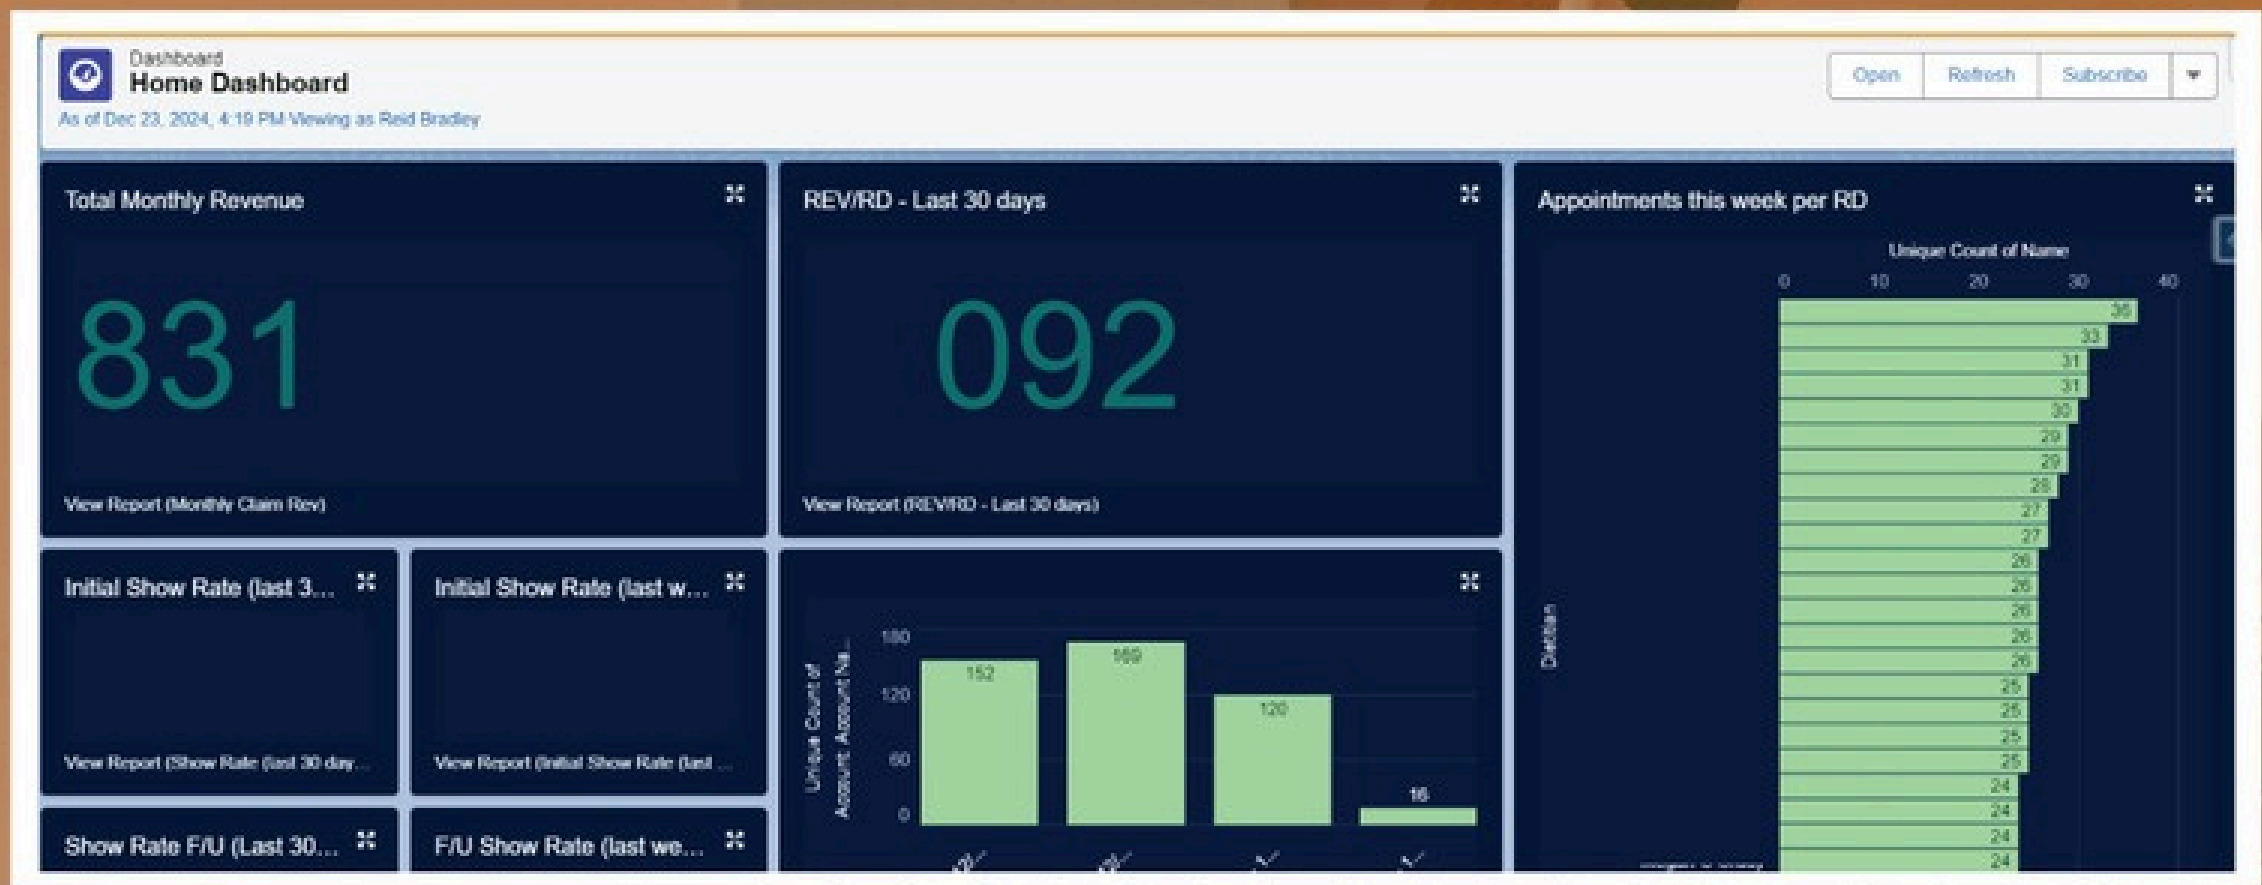 Dashboard
Home Dashboard
As of Dec 23, 2024, 4:19 PM Viewing as Reid Bradley
Open
Refresh
Subscribe
Total Monthly Revenue
831
View Report (Monthly Claim Rev)
REV/RD - Last 30 days
092
View Report (REV/RD - Last 30 days)
Appointments this week per RD
Unique Count of Name
0 10 20 30 40
Dietitian
36
33
31
31
30
29
29
28
27
27
26
26
26
26
26
25
25
25
25
24
24
24
24
Initial Show Rate (last 3...
View Report (Show Rate (last 30 day...
Initial Show Rate (last w...
View Report (Initial Show Rate (last ...
Unique Count of
Account: Account Na...
180
120
60
0
152
169
120
16
Show Rate F/U (Last 30...
F/U Show Rate (last we...